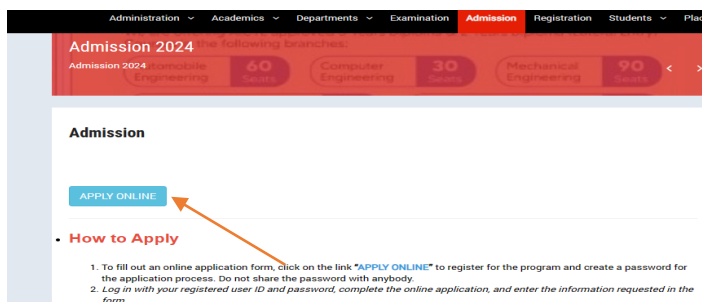 Administration Academics Departments Examination Admission Registration Students Plac
the following branches:
Admission 2024
Admission 2024
Automobile Engineering 60 Seats Computer Engineering 30 Seats Mechanical Engineering 90 Seats
Admission
APPLY ONLINE
• How to Apply
1. To fill out an online application form, click on the link "APPLY ONLINE" to register for the program and create a password for
the application process. Do not share the password with anybody.
2. Log in with your registered user ID and password, complete the online application, and enter the information requested in the
form